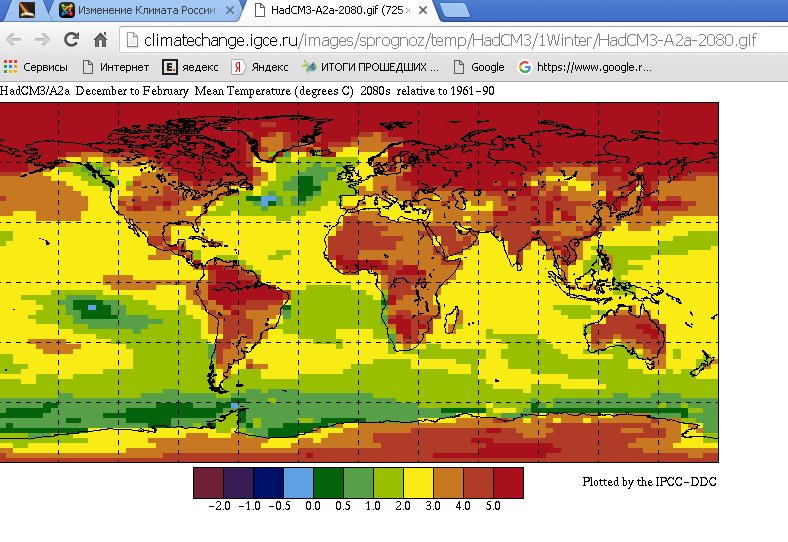 Изменение Климата России
HadCM3-A2a-2080.gif (725×
climatechange.igce.ru/images/sprognoz/temp/HadCM3/1Winter/HadCM3-A2a-2080.gif
Сервисы Интернет яедекс Яндекс ИТОГИ ПРОШЕДШИХ ... Google https://www.google.r...
HadCM3/A2a December to February Mean Temperature (degrees C) 2080s relative to 1961-90
-2.0 -1.0 -0.5 0.0 0.5 1.0 2.0 3.0 4.0 5.0
Plotted by the IPCC-DDC